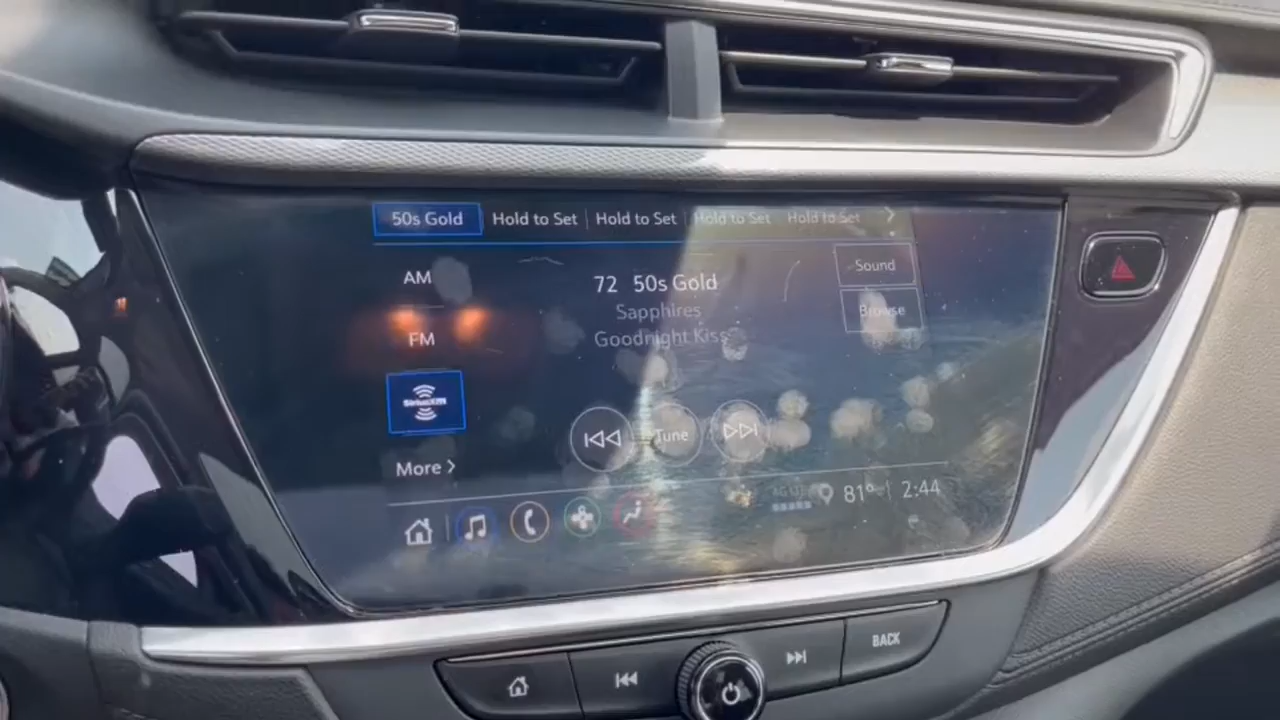 50s Gold Hold to Set Hold to Set Hold to Set Hold to Set
AM
72 50s Gold
Sound
Sapphires
Browse
FM
Goodnight Kiss
SiriusXM
Tune
More
81° 2:44
BACK